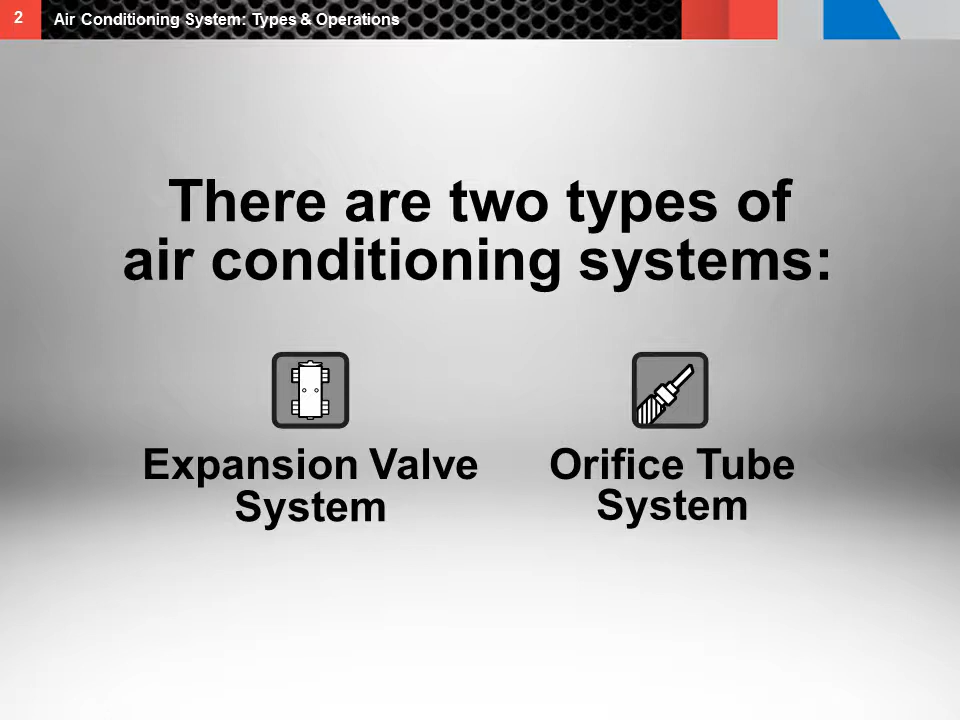 2
Air Conditioning System: Types & Operations
There are two types of
air conditioning systems:
Expansion Valve
System
Orifice Tube
System